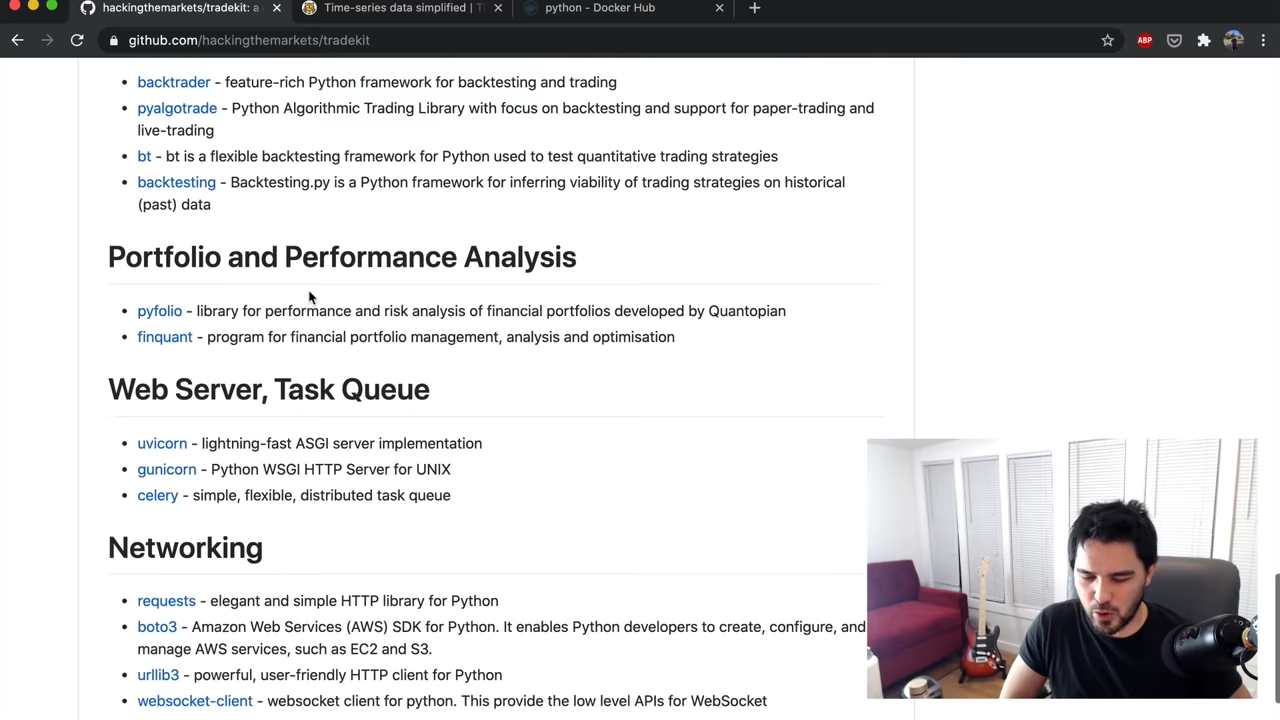 hackingthemarkets/tradekit: a
Time-series data simplified | T
python - Docker Hub
github.com/hackingthemarkets/tradekit
ABP
backtrader - feature-rich Python framework for backtesting and trading
pyalgotrade - Python Algorithmic Trading Library with focus on backtesting and support for paper-trading and
live-trading
bt - bt is a flexible backtesting framework for Python used to test quantitative trading strategies
backtesting - Backtesting.py is a Python framework for inferring viability of trading strategies on historical
(past) data
Portfolio and Performance Analysis
pyfolio - library for performance and risk analysis of financial portfolios developed by Quantopian
finquant - program for financial portfolio management, analysis and optimisation
Web Server, Task Queue
uvicorn - lightning-fast ASGI server implementation
gunicorn - Python WSGI HTTP Server for UNIX
celery - simple, flexible, distributed task queue
Networking
requests - elegant and simple HTTP library for Python
boto3 - Amazon Web Services (AWS) SDK for Python. It enables Python developers to create, configure, and
manage AWS services, such as EC2 and S3.
urllib3 - powerful, user-friendly HTTP client for Python
websocket-client - websocket client for python. This provide the low level APIs for WebSocket